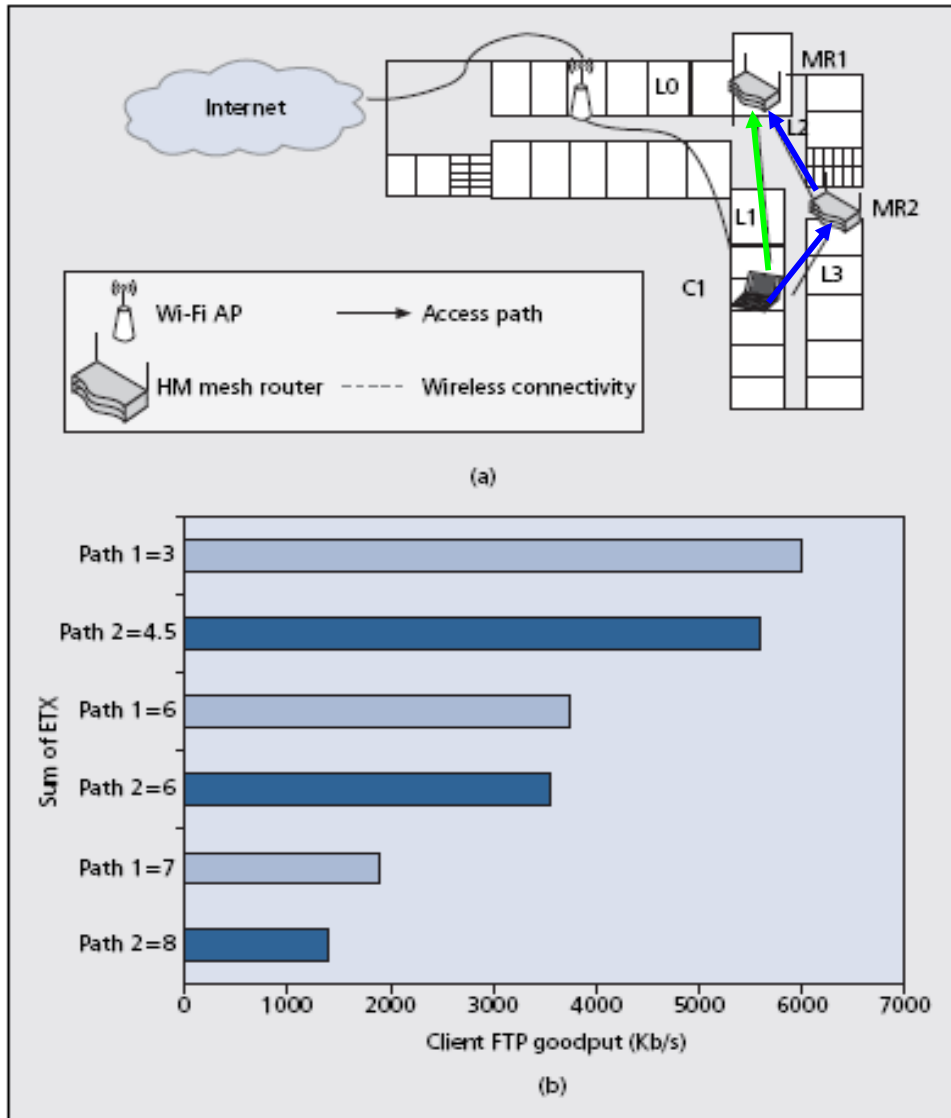 Internet
L0
MR1
L2
MR2
L1
L3
C1
Wi-Fi AP
Access path
HM mesh router
Wireless connectivity
(a)
Sum of ETX
Path 1=3
Path 2=4.5
Path 1=6
Path 2=6
Path 1=7
Path 2=8
0 1000 2000 3000 4000 5000 6000 7000
Client FTP goodput (Kb/s)
(b)